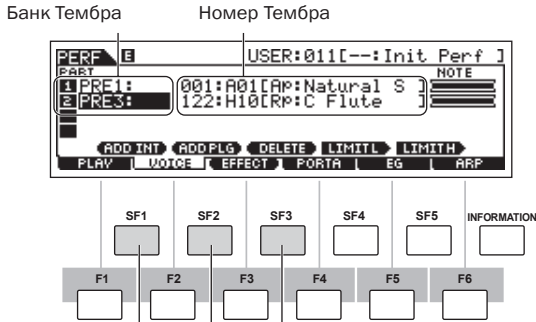 Банк Тембра Номер Тембра
PERF E USER:011[--:Init Perf ]
PART NOTE
1 PRE1: 001:A01[AP:Natural S ]
2 PRE3: 122:H10[RP:C Flute ]
ADD INT ADD PLG DELETE LIMITL LIMITH
PLAY VOICE EFFECT PORTA EG ARP
SF1 SF2 SF3 SF4 SF5 INFORMATION
F1 F2 F3 F4 F5 F6